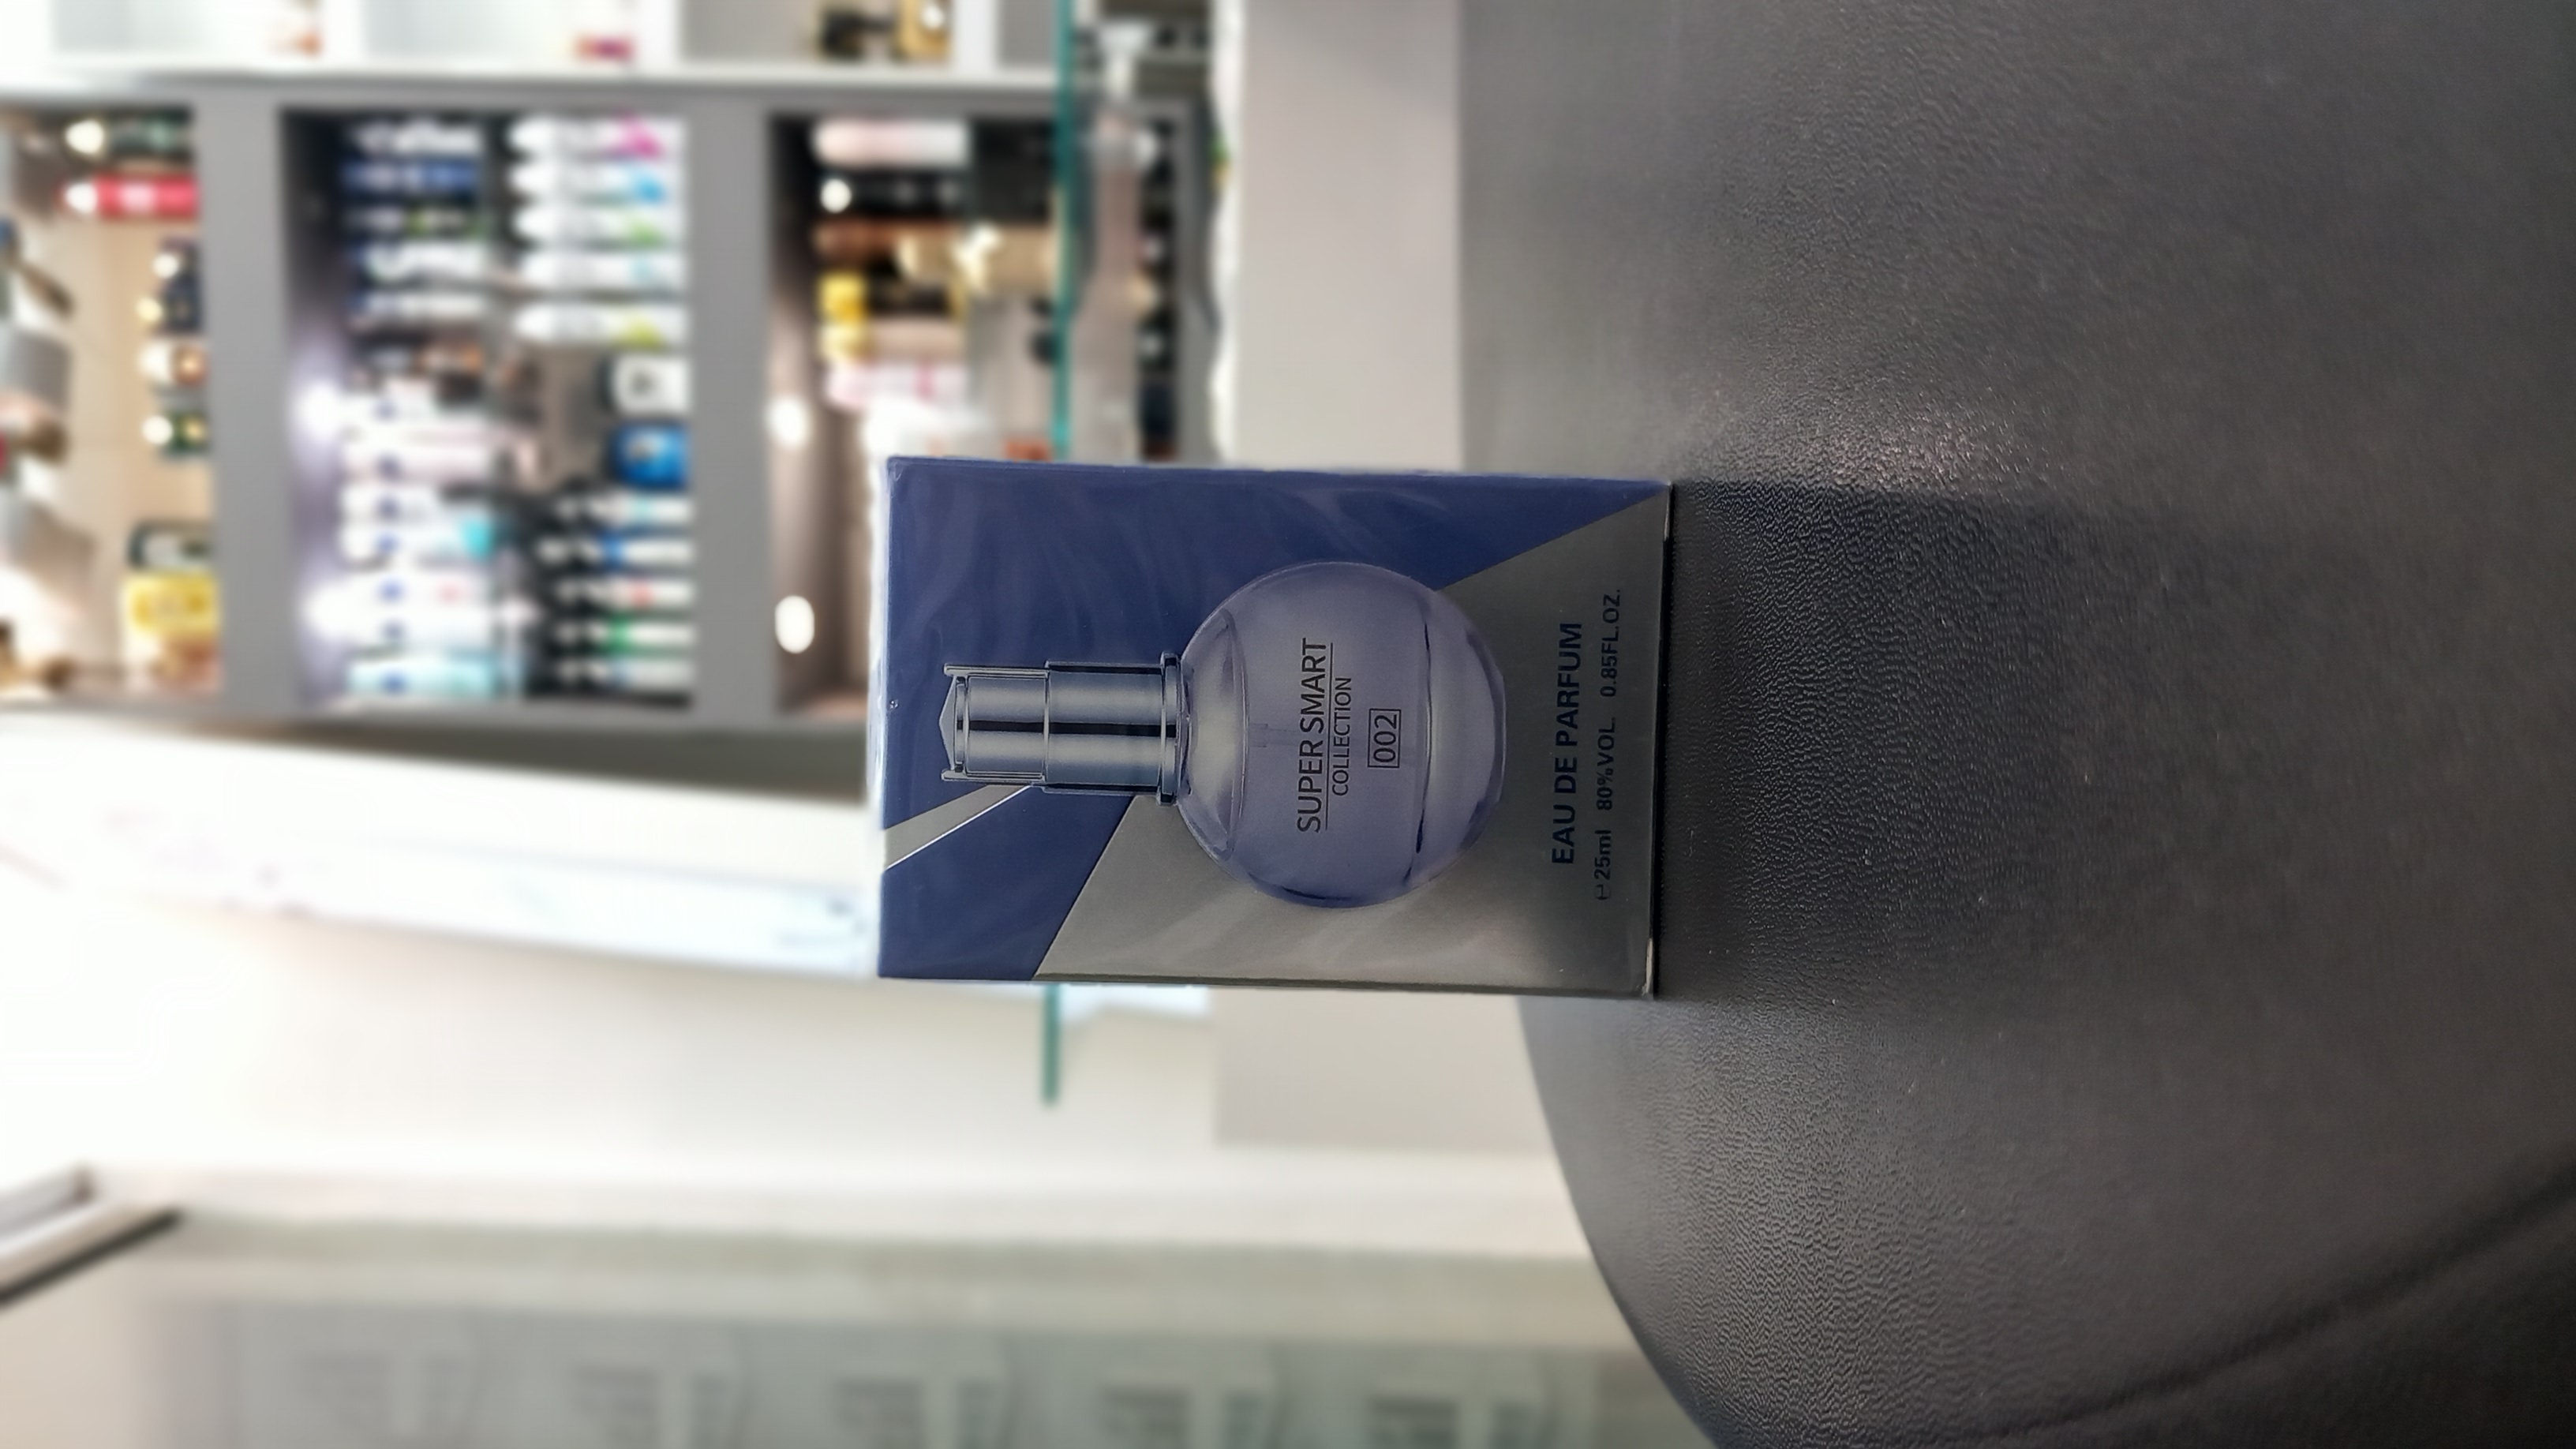 SUPER SMART
COLLECTION
002
EAU DE PARFUM
℮ 25ml 80%VOL. 0.85FL.OZ.